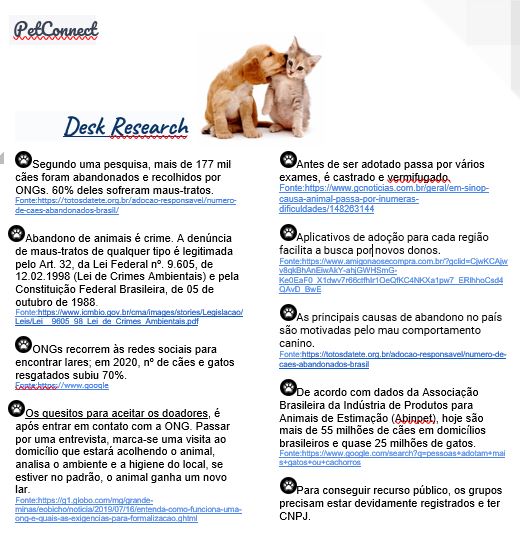 PetConnect
Desk Research
Segundo uma pesquisa, mais de 177 mil
cães foram abandonados e recolhidos por
ONGs. 60% deles sofreram maus-tratos.
Fonte:https://totosdatete.org.br/adocao-responsavel/numero-
de-caes-abandonados-brasil/
Abandono de animais é crime. A denúncia
de maus-tratos de qualquer tipo é legitimada
pelo Art. 32, da Lei Federal nº. 9.605, de
12.02.1998 (Lei de Crimes Ambientais) e pela
Constituição Federal Brasileira, de 05 de
outubro de 1988.
Fonte:https://www.icmbio.gov.br/cma/images/stories/Legislacao/
Leis/Lei_9605_98_Lei_de_Crimes_Ambientais.pdf
ONGs recorrem às redes sociais para
encontrar lares; em 2020, nº de cães e gatos
resgatados subiu 70%.
Fonte:https://www.google
Os quesitos para aceitar os doadores, é
após entrar em contato com a ONG. Passar
por uma entrevista, marca-se uma visita ao
domicílio que estará acolhendo o animal,
analisa o ambiente e a higiene do local, se
estiver no padrão, o animal ganha um novo
lar.
Fonte:https://g1.globo.com/mg/grande-
minas/eobicho/noticia/2019/07/16/entenda-como-funciona-uma-
ong-e-quais-as-exigencias-para-formalizacao.ghtml
Antes de ser adotado passa por vários
exames, é castrado e vermifugado.
Fonte:https://www.gcnoticias.com.br/geral/em-sinop-
causa-animal-passa-por-inumeras-
dificuldades/148263144
Aplicativos de adoção para cada região
facilita a busca por novos donos.
Fonte:https://www.amigonaosecompra.com.br/?gclid=CjwKCAjw
As principais causas de abandono no país
são motivadas pelo mau comportamento
canino.
Fonte:https://totosdatete.org.br/adocao-responsavel/numero-de-
caes-abandonados-brasil
De acordo com dados da Associação
Brasileira da Indústria de Produtos para
Animais de Estimação (Abinpet), hoje são
mais de 55 milhões de cães em domicílios
brasileiros e quase 25 milhões de gatos.
Fonte:https://www.google.com/search?q=pessoas+adotam+mai
s+gatos+ou+cachorros
Para conseguir recurso público, os grupos
precisam estar devidamente registrados e ter
CNPJ.